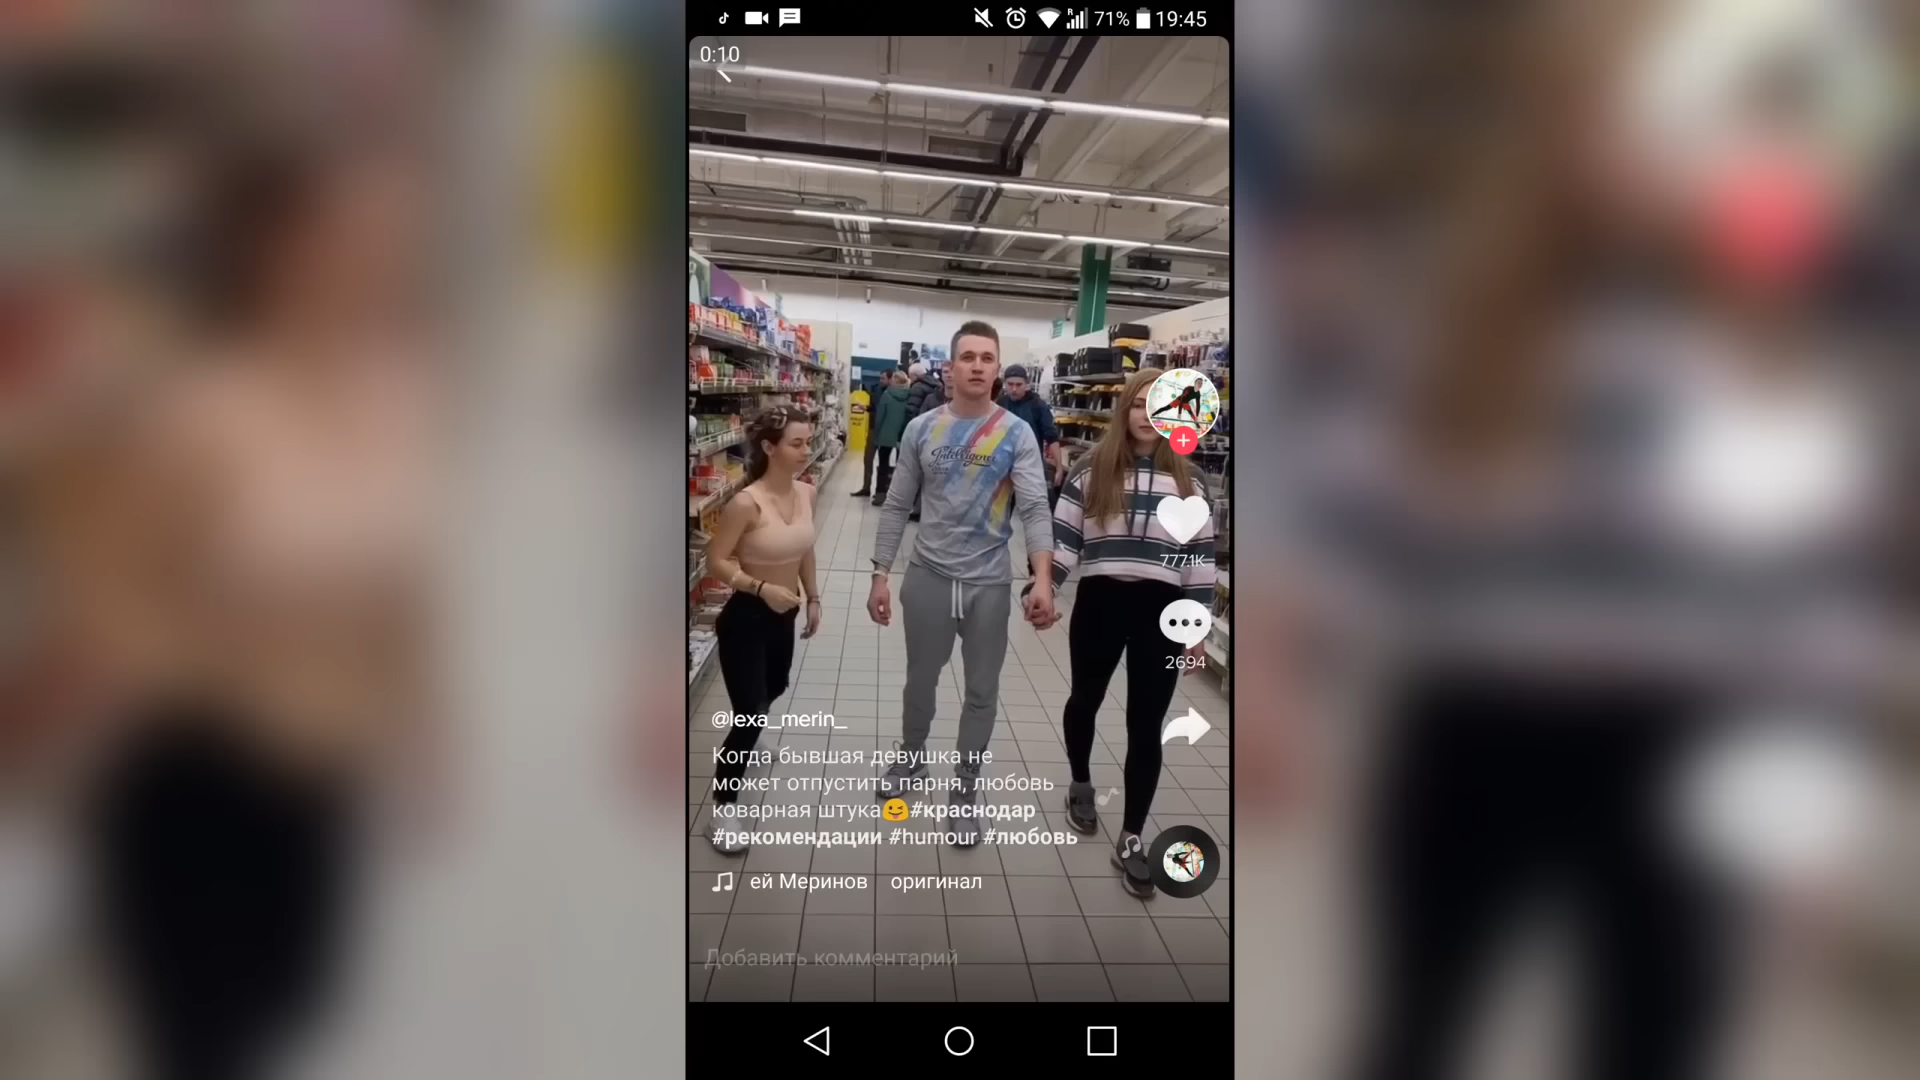 71% 19:45
0:10
Intelligow
777.1K
2694
@lexa_merin_
Когда бывшая девушка не
может отпустить парня, любовь
коварная штука😜#краснодар
#рекомендации #humour #любовь
ей Меринов оригинал
Добавить комментарий